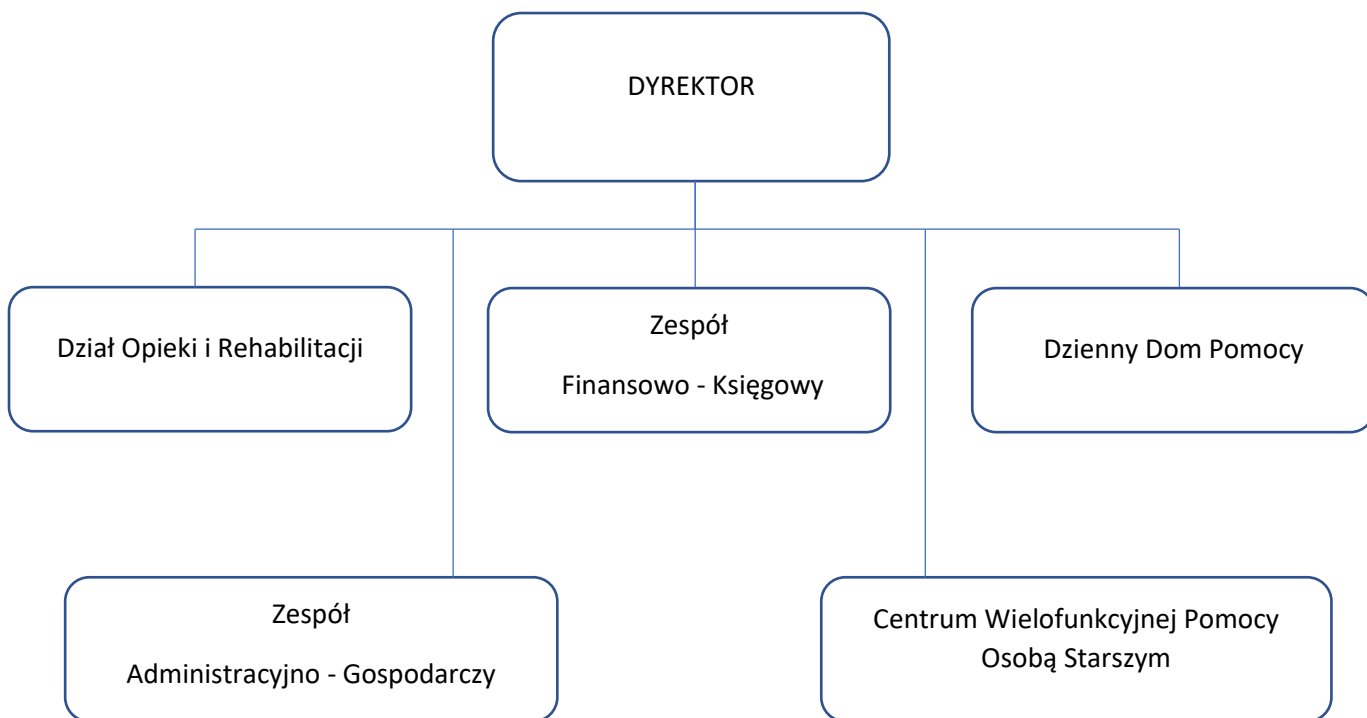 DYREKTOR
Dział Opieki i Rehabilitacji
Zespół
Finansowo - Księgowy
Dzienny Dom Pomocy
Zespół
Administracyjno - Gospodarczy
Centrum Wielofunkcyjnej Pomocy
Osobą Starszym